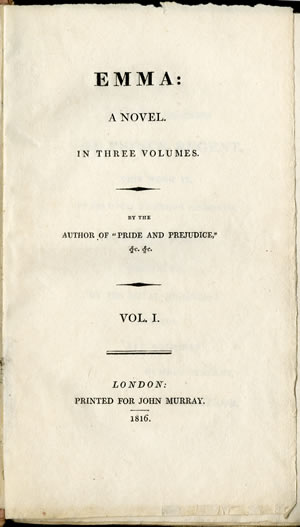 EMMA:
A NOVEL.
IN THREE VOLUMES.
BY THE
AUTHOR OF "PRIDE AND PREJUDICE,"
&c. &c.
VOL. I.
LONDON:
PRINTED FOR JOHN MURRAY.
1816.